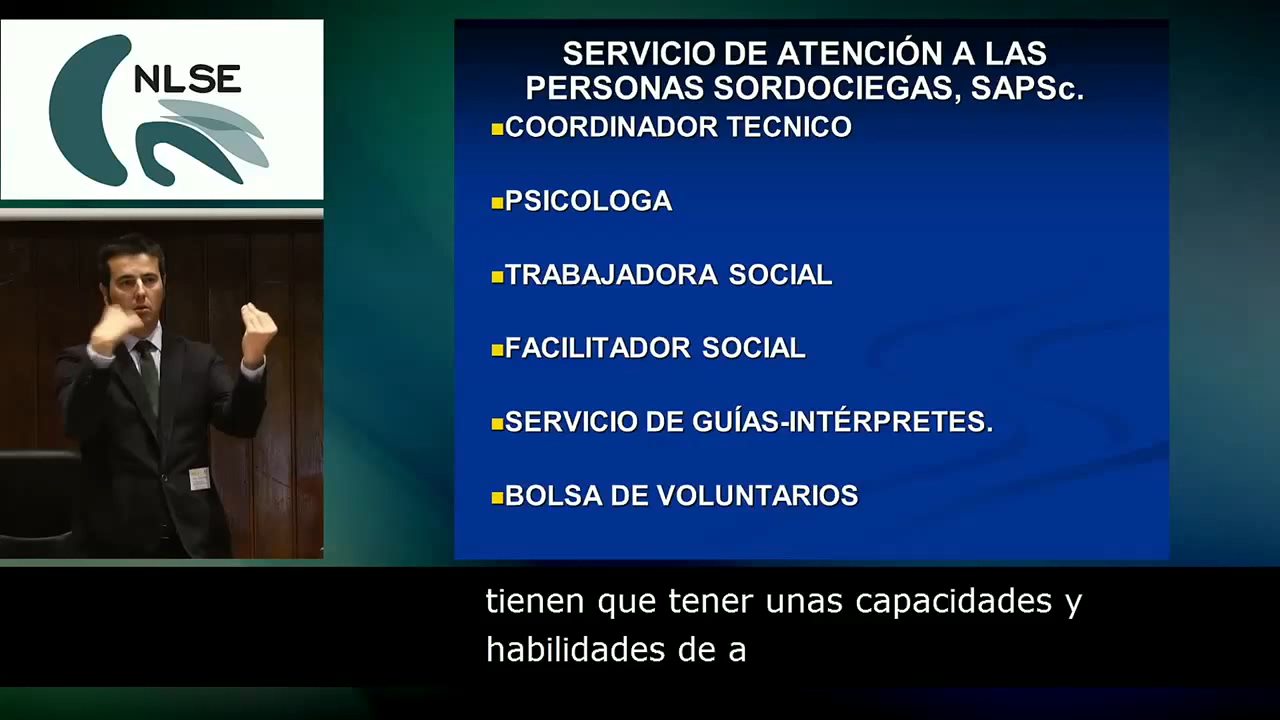 NLSE
SERVICIO DE ATENCIÓN A LAS
PERSONAS SORDOCIEGAS, SAPSc.
COORDINADOR TECNICO
PSICOLOGA
TRABAJADORA SOCIAL
FACILITADOR SOCIAL
SERVICIO DE GUÍAS-INTÉRPRETES.
BOLSA DE VOLUNTARIOS
tienen que tener unas capacidades y
habilidades de a